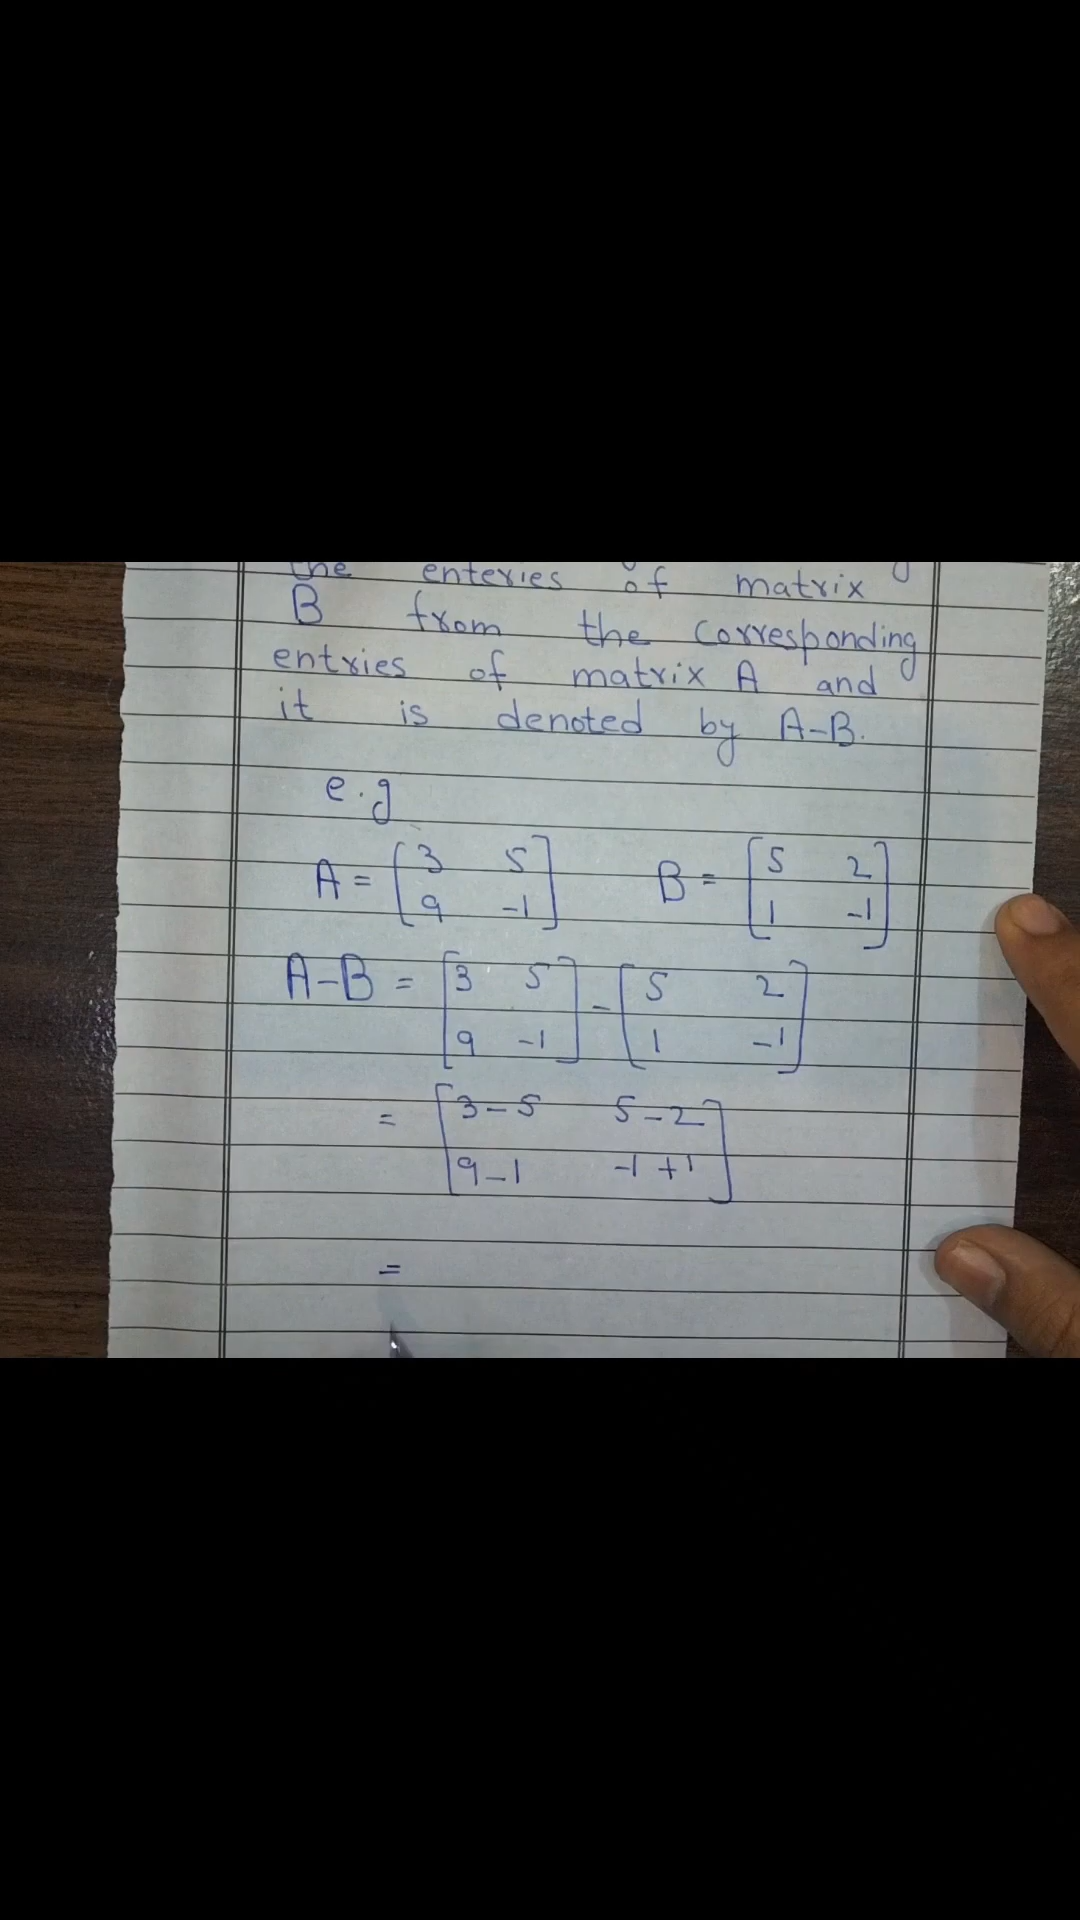 the enteries of matrix
B from the corresponding
entries of matrix A and
it is denoted by A-B.
e.g
A = [3 5
9 -1] B = [5 2
1 -1]
A-B = [3 5
9 -1] - [5 2
1 -1]
= [3-5 5-2
9-1 -1+1]
=